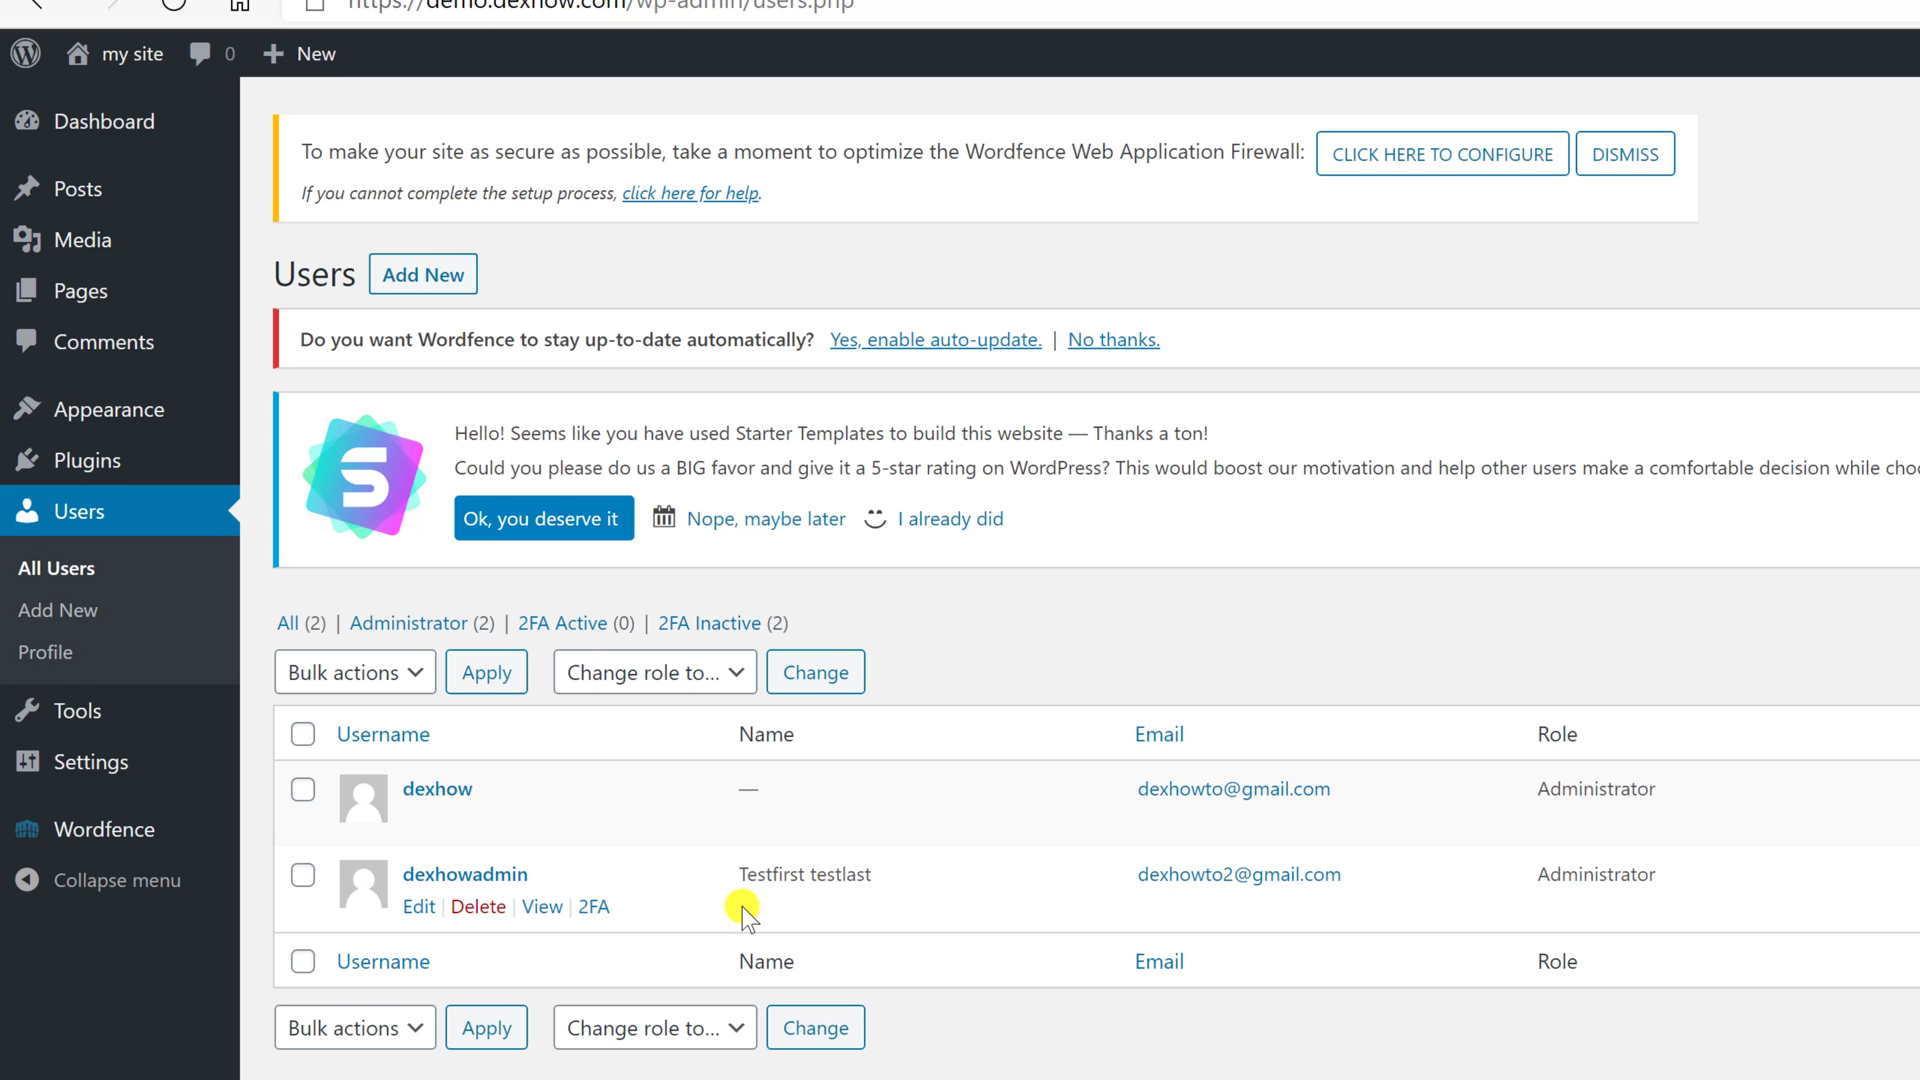 https://demo.dexhow.com/wp-admin/users.php
my site 0 New
Dashboard
Posts
Media
Pages
Comments
Appearance
Plugins
Users
All Users
Add New
Profile
Tools
Settings
Wordfence
Collapse menu
To make your site as secure as possible, take a moment to optimize the Wordfence Web Application Firewall: CLICK HERE TO CONFIGURE DISMISS
If you cannot complete the setup process, click here for help.
Users Add New
Do you want Wordfence to stay up-to-date automatically? Yes, enable auto-update. | No thanks.
Hello! Seems like you have used Starter Templates to build this website — Thanks a ton!
Could you please do us a BIG favor and give it a 5-star rating on WordPress? This would boost our motivation and help other users make a comfortable decision while
Ok, you deserve it Nope, maybe later I already did
All (2) | Administrator (2) | 2FA Active (0) | 2FA Inactive (2)
Bulk actions Apply Change role to... Change
Username Name Email Role
dexhow — dexhowto@gmail.com Administrator
dexhowadmin Testfirst testlast dexhowto2@gmail.com Administrator
Edit | Delete | View | 2FA
Username Name Email Role
Bulk actions Apply Change role to... Change